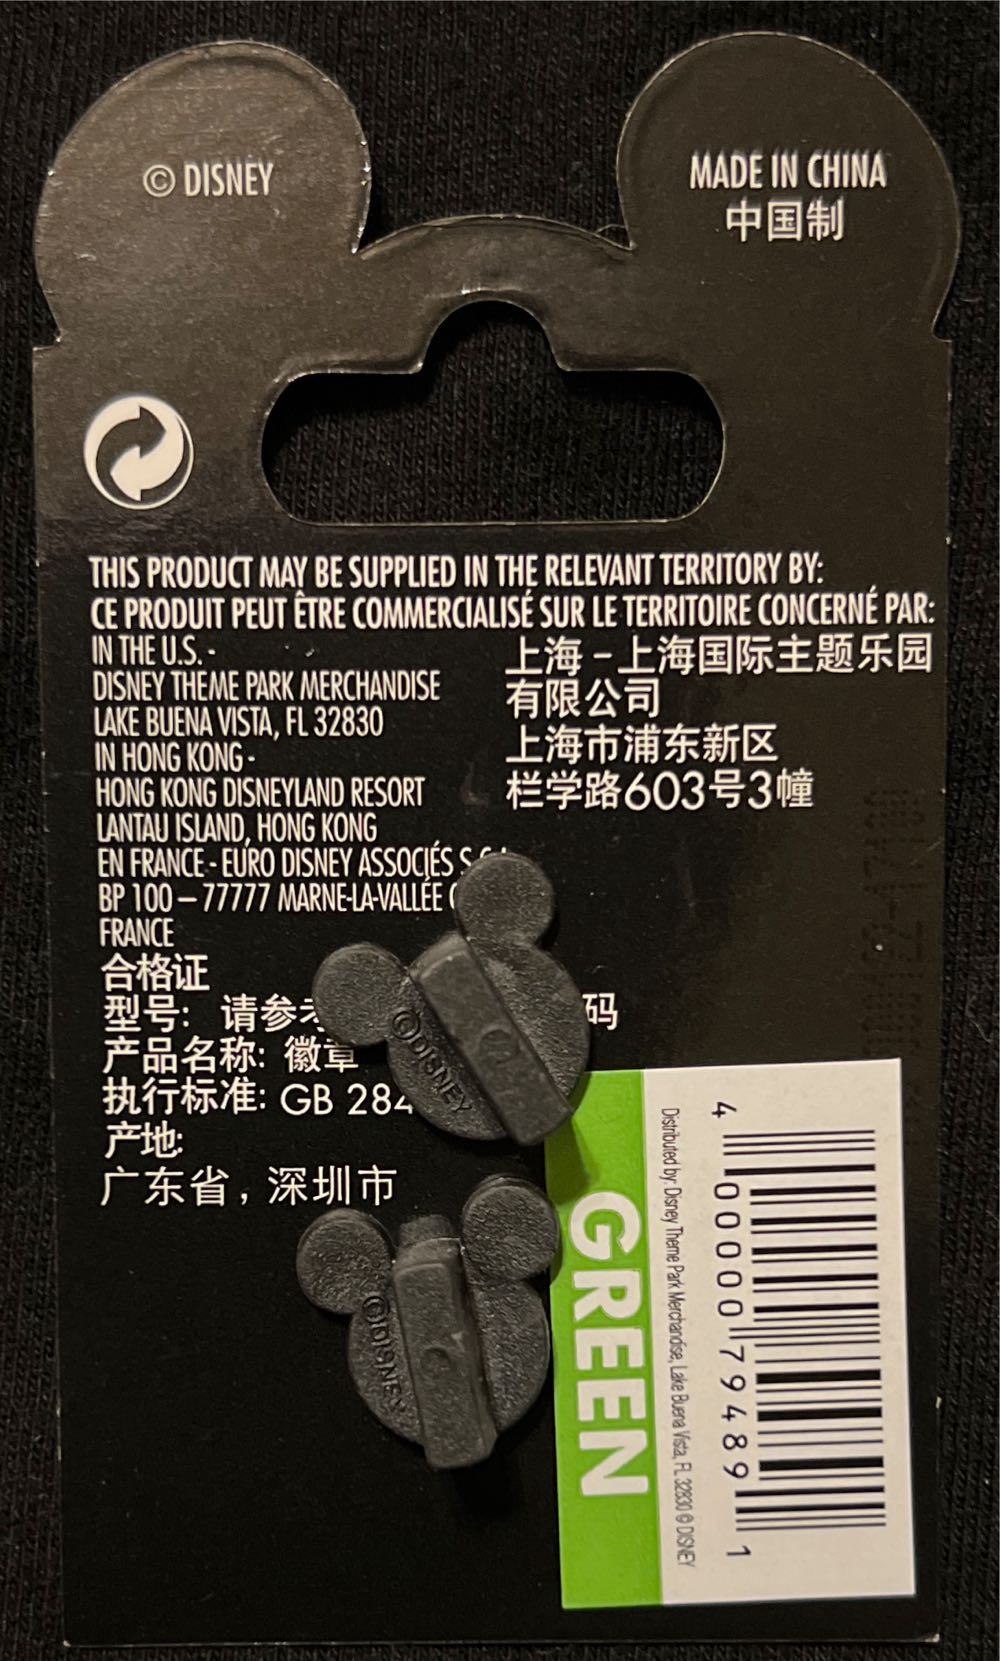 © DISNEY
MADE IN CHINA
中国制
THIS PRODUCT MAY BE SUPPLIED IN THE RELEVANT TERRITORY BY:
CE PRODUIT PEUT ÊTRE COMMERCIALISÉ SUR LE TERRITOIRE CONCERNÉ PAR:
IN THE U.S. -
DISNEY THEME PARK MERCHANDISE
LAKE BUENA VISTA, FL 32830
IN HONG KONG -
HONG KONG DISNEYLAND RESORT
LANTAU ISLAND, HONG KONG
EN FRANCE - EURO DISNEY ASSOCIÉS
BP 100 – 77777 MARNE-LA-VALLÉE
FRANCE
上海 - 上海国际主题乐园
有限公司
上海市浦东新区
栏学路603号3幢
合格证
型号: 请参考 码
产品名称: 徽章
执行标准: GB 284
产地:
广东省，深圳市
©DISNEY
©DISNEY
GREEN
Distributed by: Disney Theme Park Merchandise, Lake Buena Vista, FL 32830 © DISNEY
4 00000 79489 1